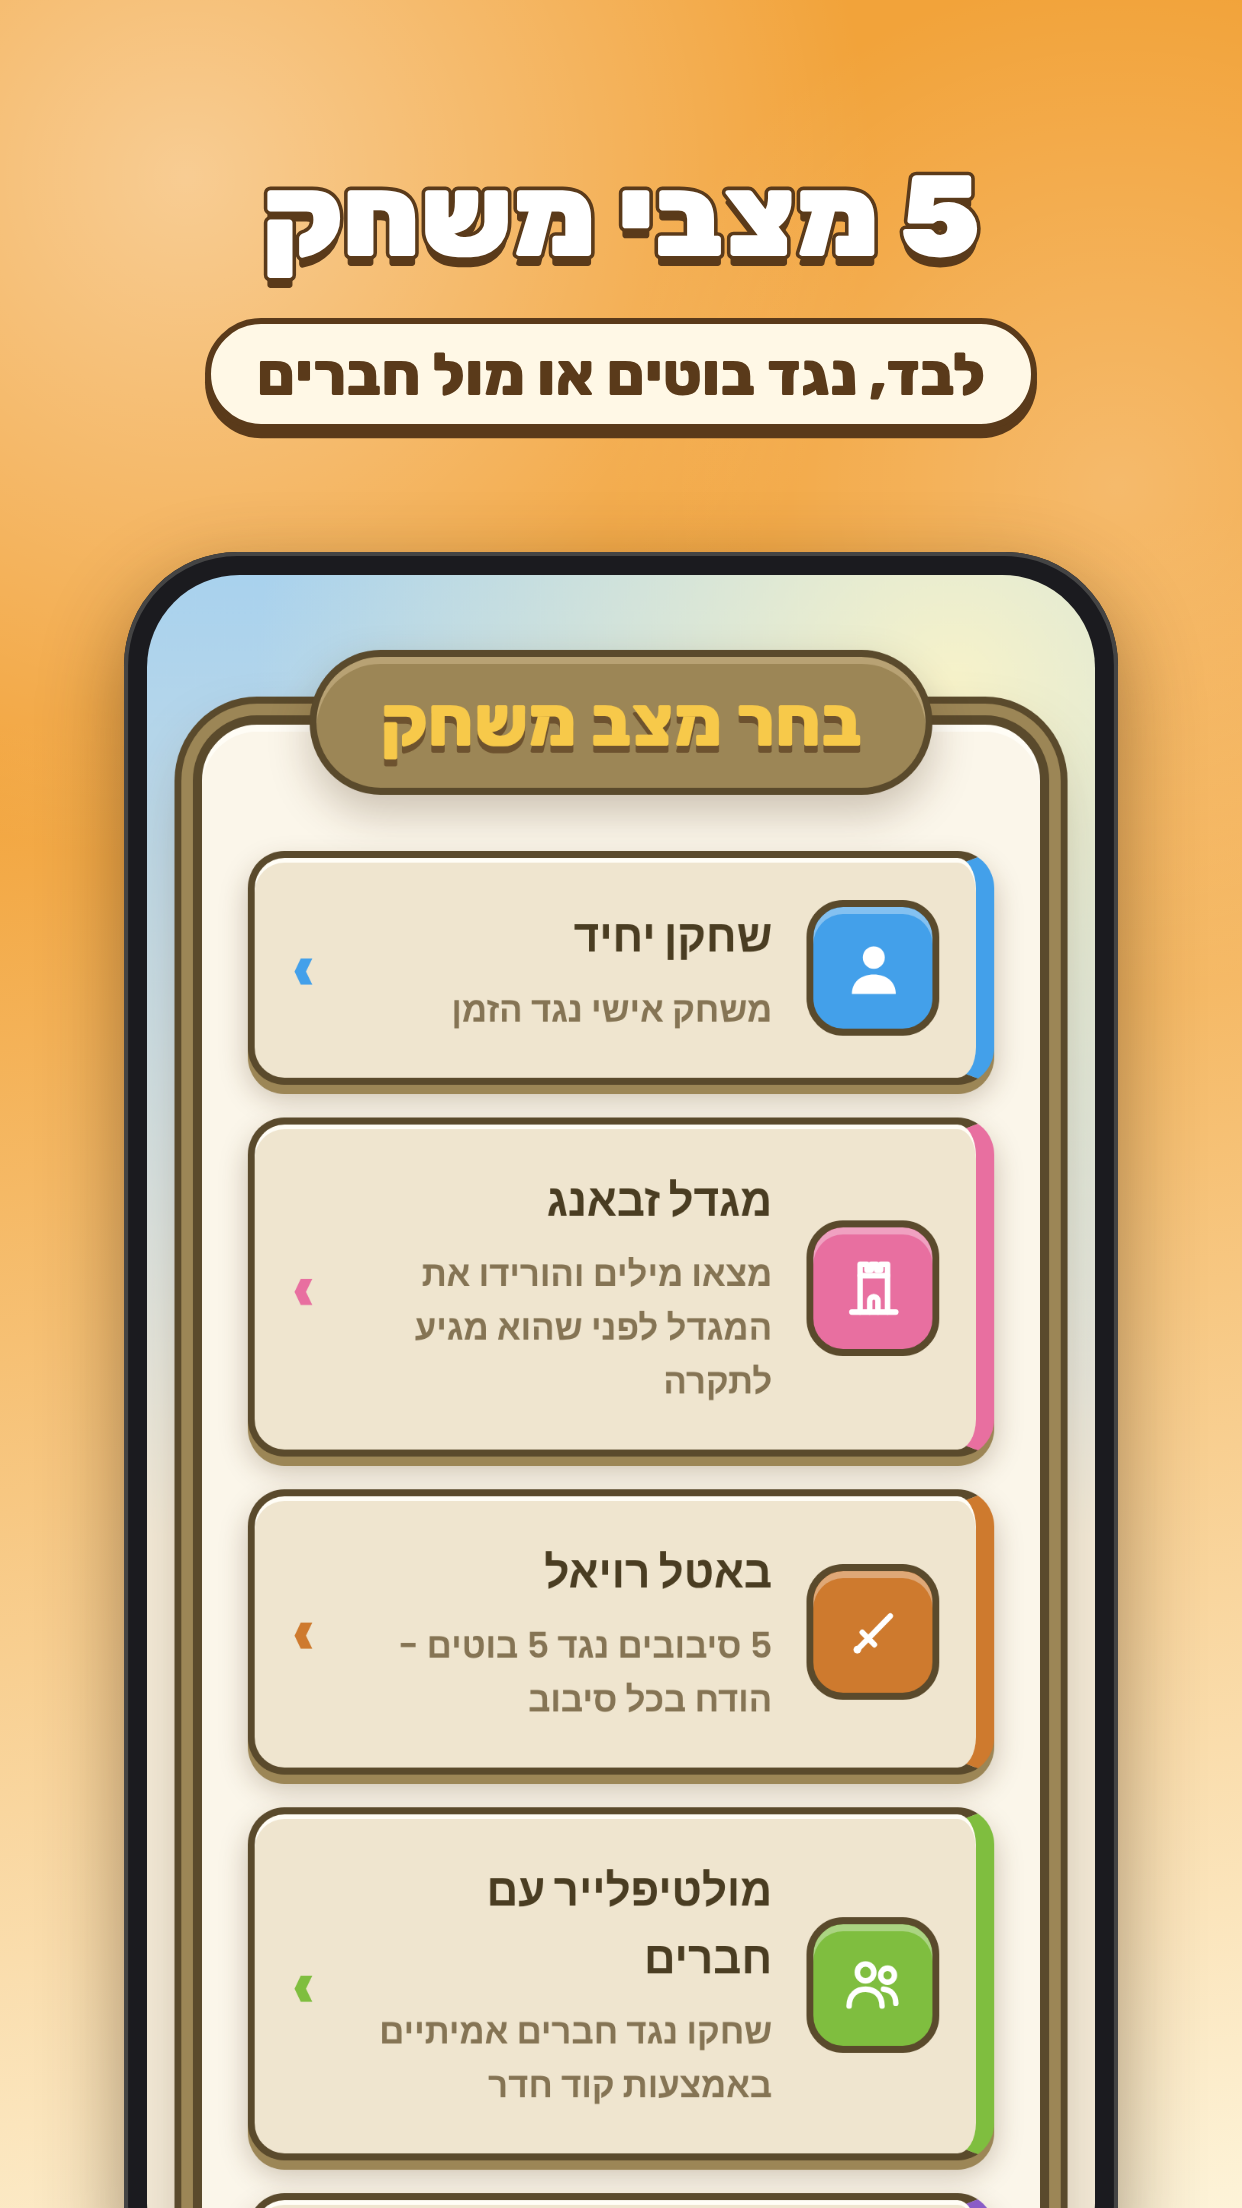 5 מצבי משחק
לבד, נגד בוטים או מול חברים
בחר מצב משחק
שחקן יחיד
משחק אישי נגד הזמן
מגדל זבאנג
מצאו מילים והורידו את
המגדל לפני שהוא מגיע
לתקרה
באטל רויאל
5 סיבובים נגד 5 בוטים –
הודח בכל סיבוב
מולטיפלייר עם
חברים
שחקו נגד חברים אמיתיים
באמצעות קוד חדר